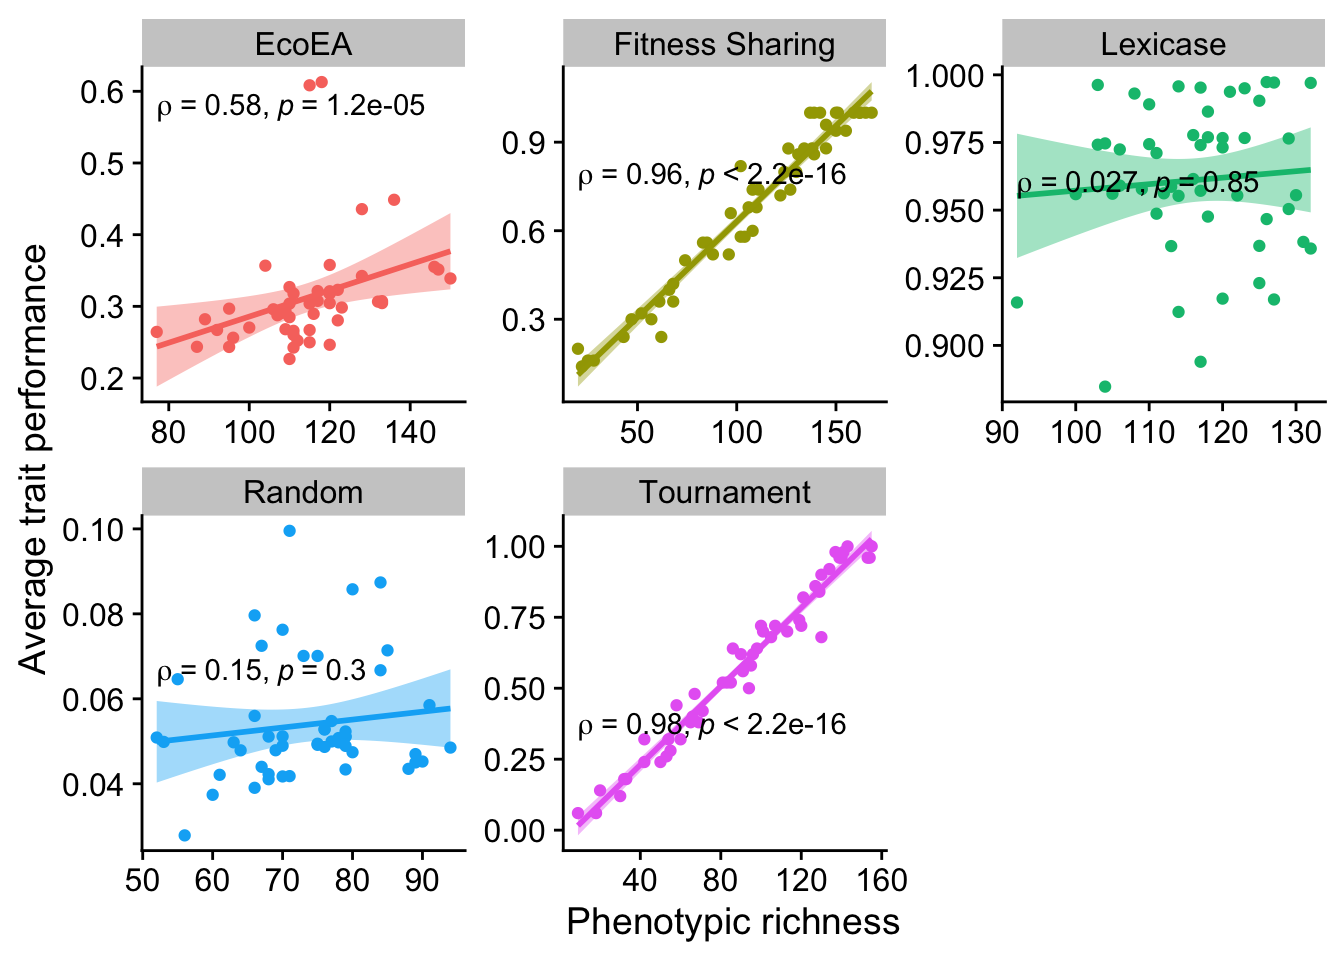 EcoEA
Fitness Sharing
Lexicase
ρ = 0.58, p = 1.2e-05
ρ = 0.96, p < 2.2e-16
ρ = 0.027, p = 0.85
0.6
0.5
0.4
0.3
0.2
0.9
0.6
0.3
1.000
0.975
0.950
0.925
0.900
80 100 120 140
50 100 150
90 100 110 120 130
Average trait performance
Random
Tournament
ρ = 0.15, p = 0.3
ρ = 0.98, p < 2.2e-16
0.10
0.08
0.06
0.04
1.00
0.75
0.50
0.25
0.00
50 60 70 80 90
40 80 120 160
Phenotypic richness